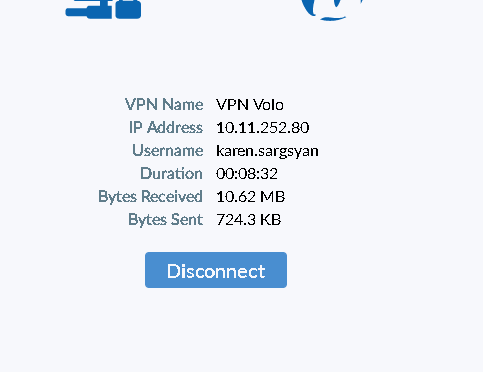 VPN Name VPN Volo
IP Address 10.11.252.80
Username karen.sargsyan
Duration 00:08:32
Bytes Received 10.62 MB
Bytes Sent 724.3 KB
Disconnect